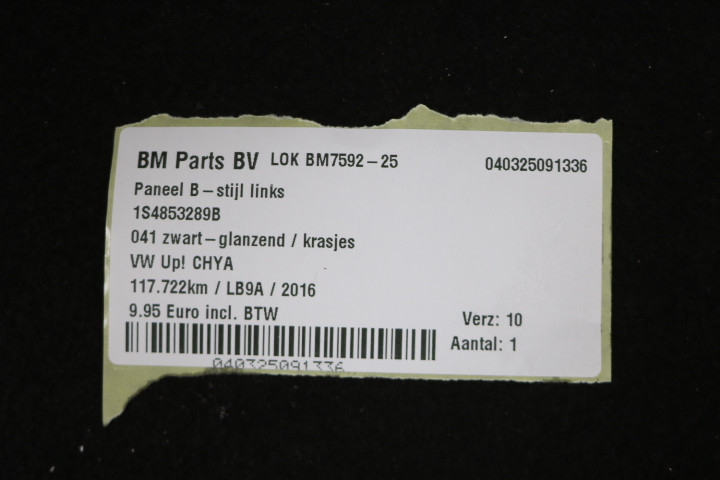 BM Parts BV LOK BM7592-25 040325091336
Paneel B-stijl links
1S4853289B
041 zwart-glanzend / krasjes
VW Up! CHYA
117.722km / LB9A / 2016
9.95 Euro incl. BTW
Verz: 10
Aantal: 1
040325091336